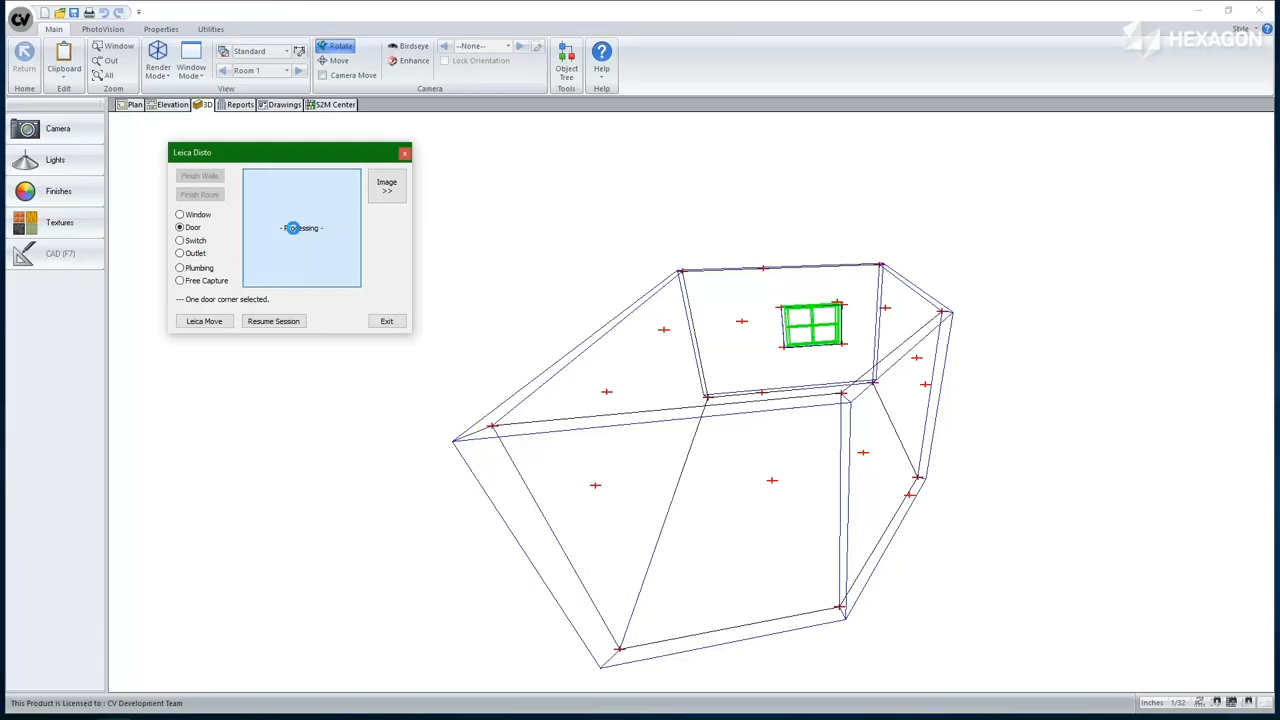 CV
Main PhotoVision Properties Utilities
Style
HEXAGON
Return
Clipboard
Window
Out
All
Render
Mode
Window
Mode
Standard
Room 1
Rotate
Move
Camera Move
Birdseye
Enhance
--None--
Lock Orientation
Object
Tree
Help
Home Edit Zoom View Camera Tools Help
Plan Elevation 3D Reports Drawings S2M Center
Camera
Lights
Finishes
Textures
CAD (F7)
Leica Disto
Finish Walls
Finish Room
Window
Door
Switch
Outlet
Plumbing
Free Capture
- Processing -
Image
>>
--- One door corner selected.
Leica Move Resume Session Exit
This Product is Licensed to : CV Development Team
Inches 1/32